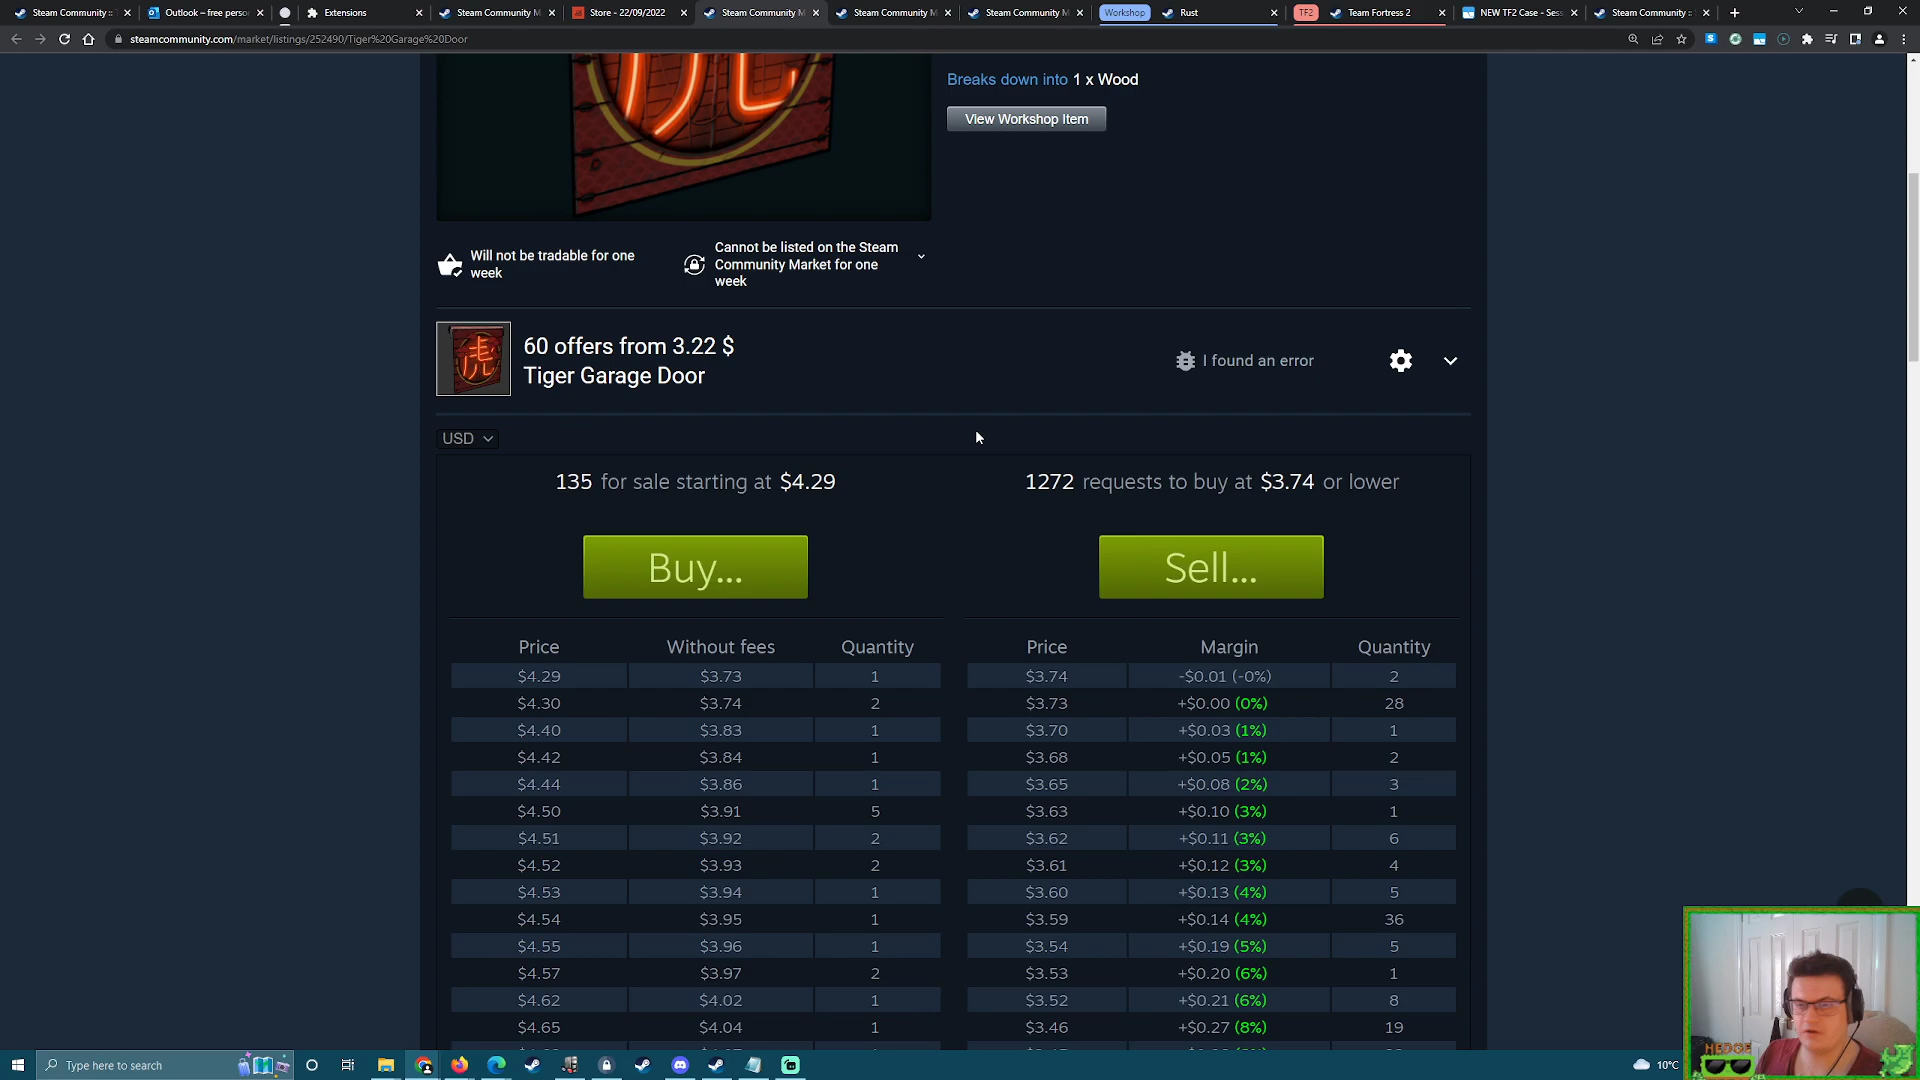 Steam Community ::
Outlook – free perso
Extensions
Steam Community M
Store - 22/09/2022
Steam Community M
Steam Community M
Steam Community M
Workshop
Rust
TF2
Team Fortress 2
NEW TF2 Case - Sess
Steam Community ::
steamcommunity.com/market/listings/252490/Tiger%20Garage%20Door
虎
Breaks down into 1 x Wood
View Workshop Item
Will not be tradable for one
week
Cannot be listed on the Steam
Community Market for one
week
虎
60 offers from 3.22 $
Tiger Garage Door
I found an error
USD
135 for sale starting at $4.29
1272 requests to buy at $3.74 or lower
Buy...
Sell...
Price Without fees Quantity
Price Margin Quantity
$4.29 $3.73 1
$3.74 -$0.01 (-0%) 2
$4.30 $3.74 2
$3.73 +$0.00 (0%) 28
$4.40 $3.83 1
$3.70 +$0.03 (1%) 1
$4.42 $3.84 1
$3.68 +$0.05 (1%) 2
$4.44 $3.86 1
$3.65 +$0.08 (2%) 3
$4.50 $3.91 5
$3.63 +$0.10 (3%) 1
$4.51 $3.92 2
$3.62 +$0.11 (3%) 6
$4.52 $3.93 2
$3.61 +$0.12 (3%) 4
$4.53 $3.94 1
$3.60 +$0.13 (4%) 5
$4.54 $3.95 1
$3.59 +$0.14 (4%) 36
$4.55 $3.96 1
$3.54 +$0.19 (5%) 5
$4.57 $3.97 2
$3.53 +$0.20 (6%) 1
$4.62 $4.02 1
$3.52 +$0.21 (6%) 8
$4.65 $4.04 1
$3.46 +$0.27 (8%) 19
HEDGE
Type here to search
10°C